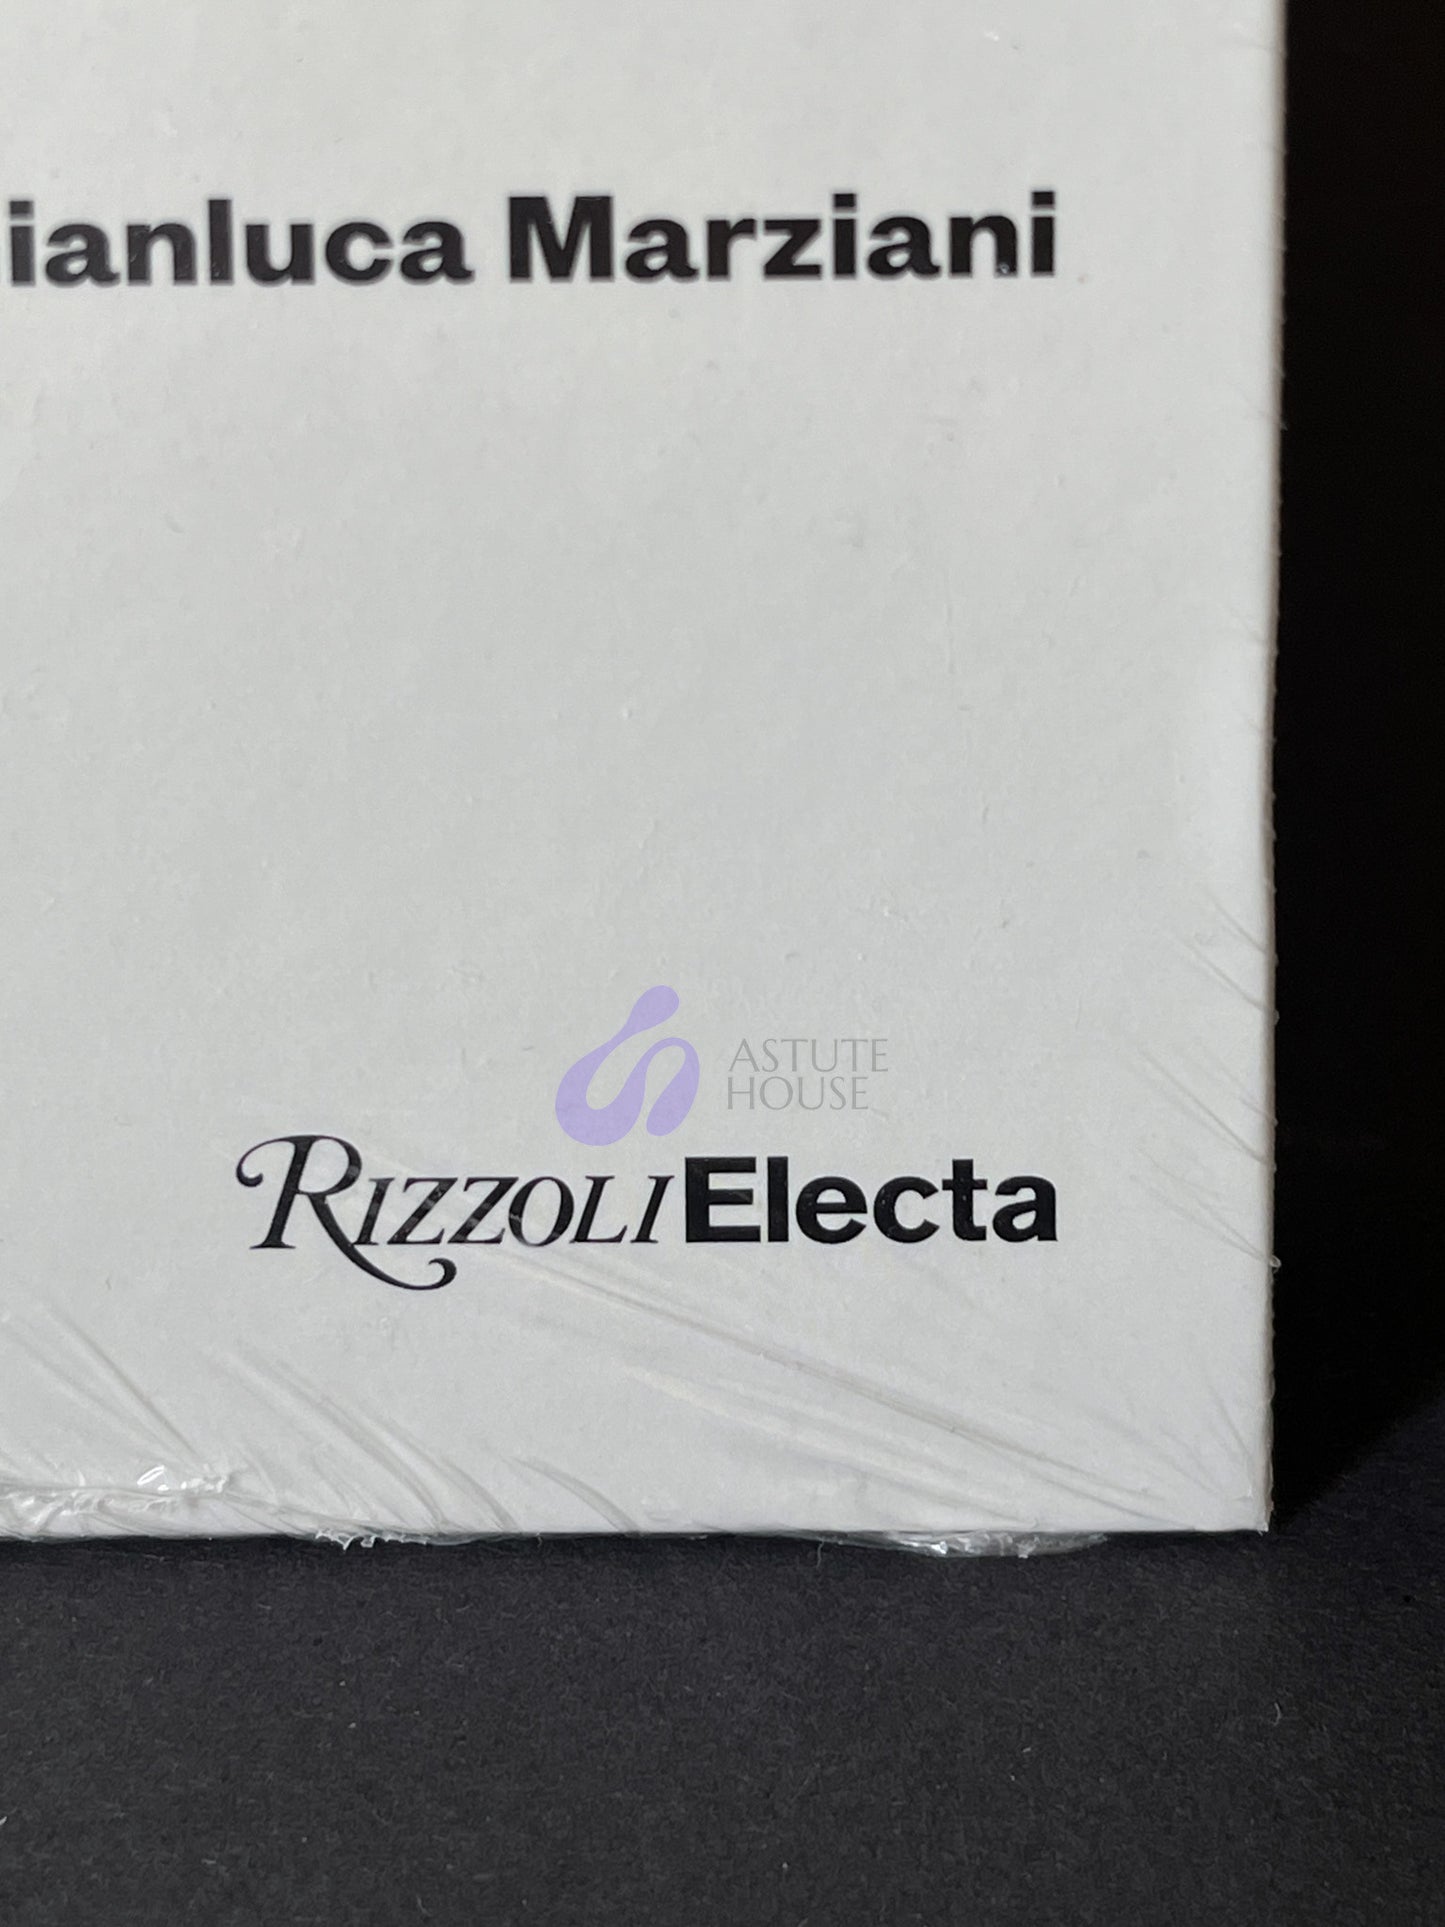 ianluca Marziani
ASTUTE
HOUSE
RIZZOLI Electa